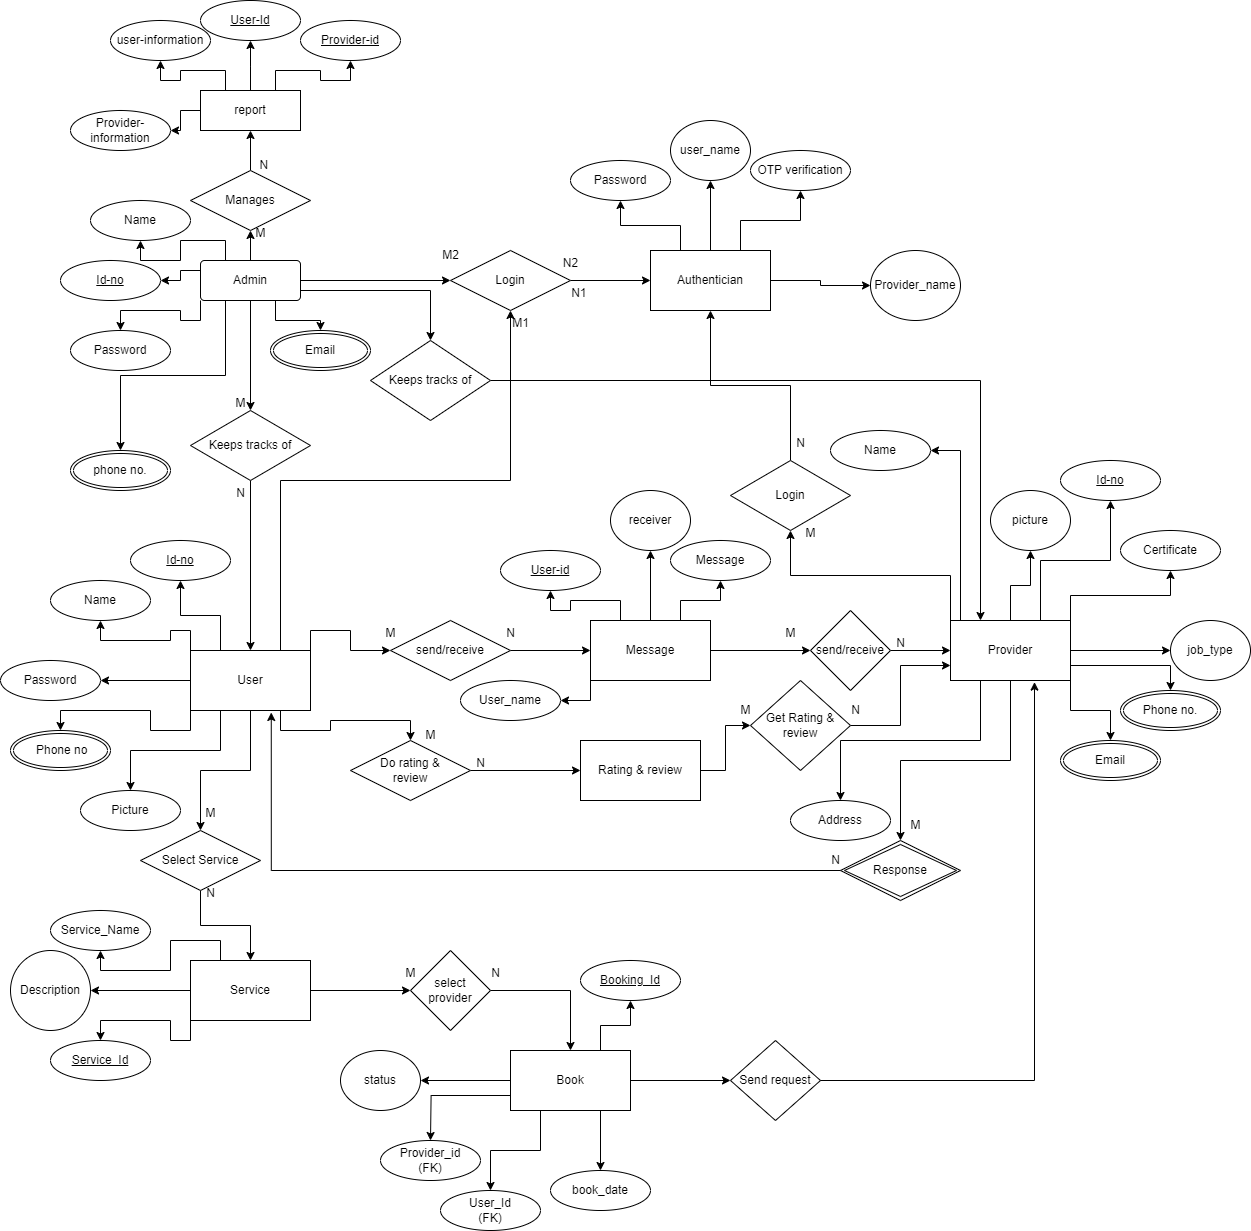 User-Id
user-information
Provider-id
report
Provider-
information
N
Manages
M
Name
Id-no
Admin
Password
Email
phone no.
M2
Login
N2
N1
M1
Password
user_name
OTP verification
Authentician
Provider_name
Keeps tracks of
M
Keeps tracks of
N
N
Login
M
Name
picture
Id-no
Certificate
Id-no
Name
Password
User
Phone no
Picture
M
send/receive
N
User-id
receiver
Message
Message
User_name
M
send/receive
N
Provider
job_type
Phone no.
Email
M
Do rating &
review
N
Rating & review
M
Get Rating &
review
N
Address
M
Response
N
M
Select Service
N
Service_Name
Description
Service
Service_Id
M
select
provider
N
Booking_Id
status
Book
Send request
Provider_id
(FK)
User_Id
(FK)
book_date